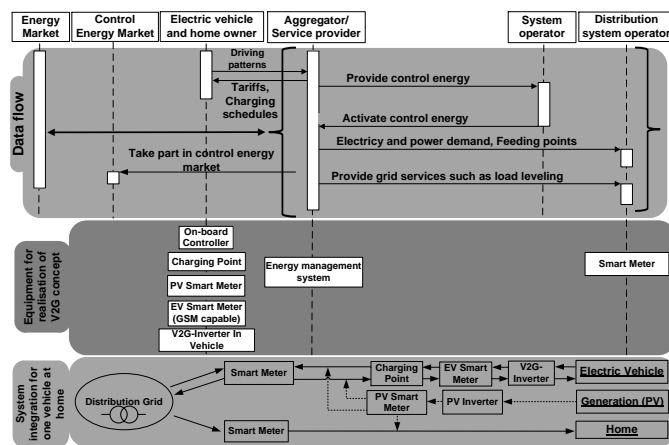 Energy
Market
Control
Energy Market
Electric vehicle
and home owner
Aggregator/
Service provider
System
operator
Distribution
system operator
Data flow
Driving
patterns
Tariffs,
Charging
schedules
Provide control energy
Activate control energy
Electricy and power demand, Feeding points
Take part in control energy
market
Provide grid services such as load leveling
Equipment for
realisation of
V2G concept
On-board
Controller
Charging Point
PV Smart Meter
EV Smart Meter
(GSM capable)
V2G-Inverter In
Vehicle
Energy management
system
Smart Meter
System
integration for
one vehicle at
home
Distribution Grid
Smart Meter
Charging
Point
EV Smart
Meter
V2G-
Inverter
Electric Vehicle
PV Smart
Meter
PV Inverter
Generation (PV)
Smart Meter
Home